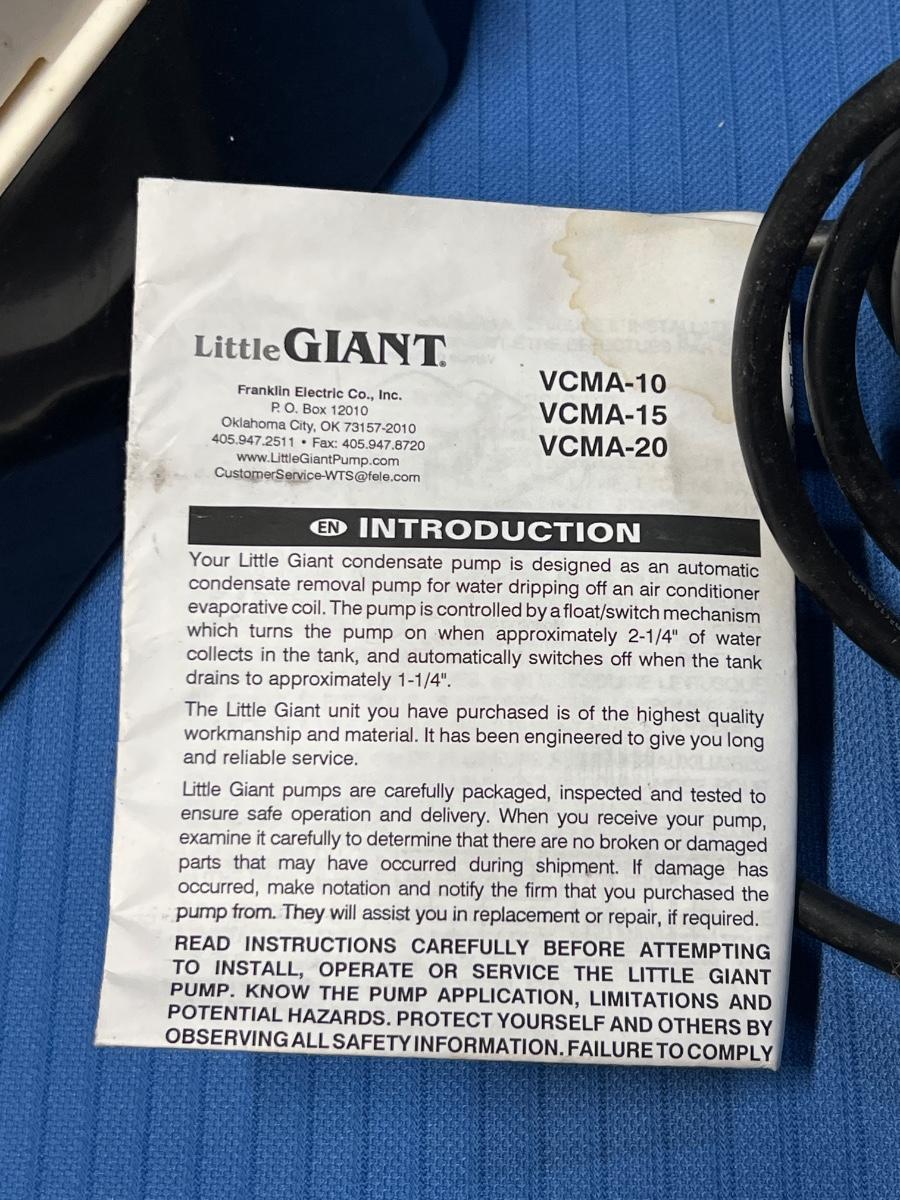 Little GIANT®
Franklin Electric Co., Inc.
P. O. Box 12010
Oklahoma City, OK 73157-2010
405.947.2511 • Fax: 405.947.8720
www.LittleGiantPump.com
CustomerService-WTS@fele.com
VCMA-10
VCMA-15
VCMA-20
EN INTRODUCTION
Your Little Giant condensate pump is designed as an automatic
condensate removal pump for water dripping off an air conditioner
evaporative coil. The pump is controlled by a float/switch mechanism
which turns the pump on when approximately 2-1/4" of water
collects in the tank, and automatically switches off when the tank
drains to approximately 1-1/4".
The Little Giant unit you have purchased is of the highest quality
workmanship and material. It has been engineered to give you long
and reliable service.
Little Giant pumps are carefully packaged, inspected and tested to
ensure safe operation and delivery. When you receive your pump,
examine it carefully to determine that there are no broken or damaged
parts that may have occurred during shipment. If damage has
occurred, make notation and notify the firm that you purchased the
pump from. They will assist you in replacement or repair, if required.
READ INSTRUCTIONS CAREFULLY BEFORE ATTEMPTING
TO INSTALL, OPERATE OR SERVICE THE LITTLE GIANT
PUMP. KNOW THE PUMP APPLICATION, LIMITATIONS AND
POTENTIAL HAZARDS. PROTECT YOURSELF AND OTHERS BY
OBSERVING ALL SAFETY INFORMATION. FAILURE TO COMPLY